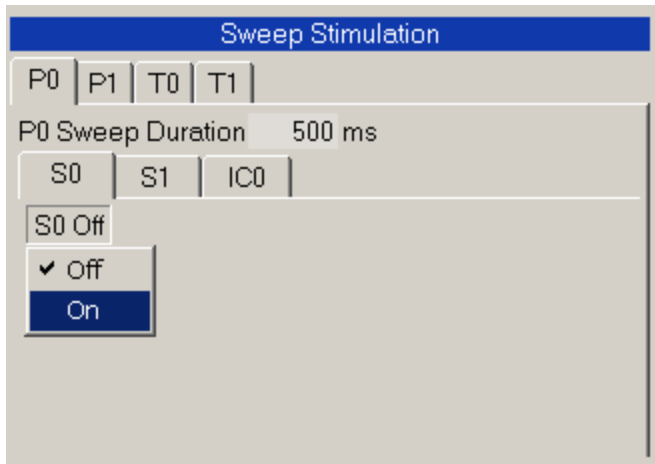 Sweep Stimulation
P0 P1 T0 T1
P0 Sweep Duration 500 ms
S0 S1 IC0
S0 Off
Off
On